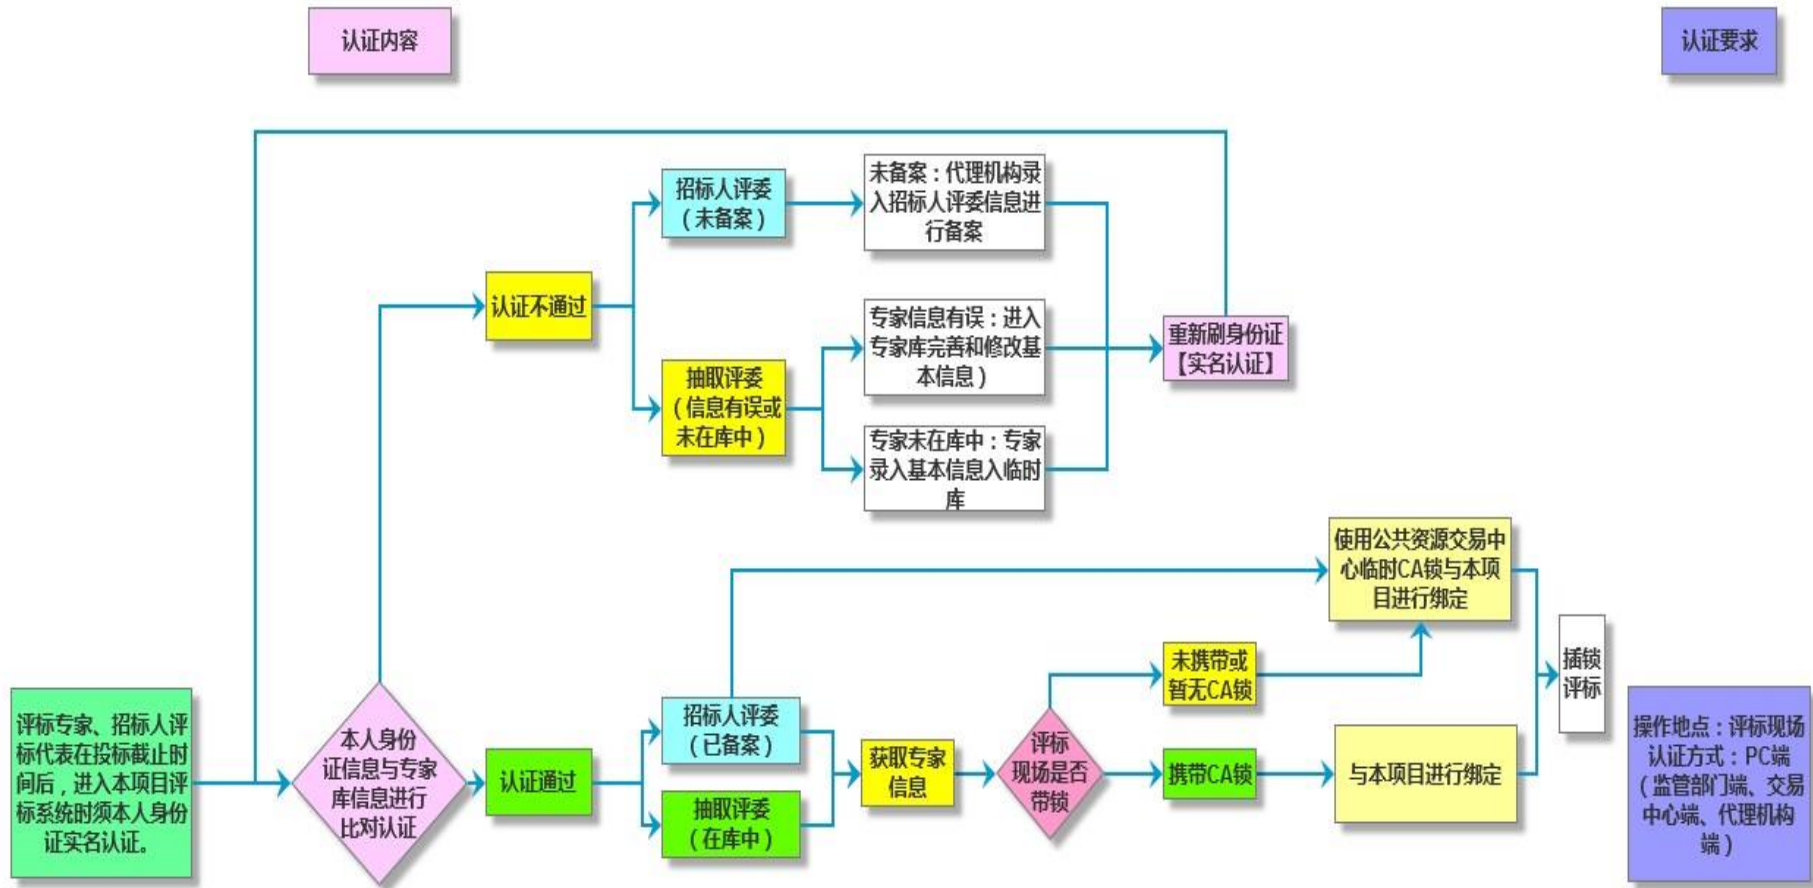 认证内容
认证要求
招标人评委
（未备案）
未备案：代理机构录
入招标人评委信息进
行备案
认证不通过
专家信息有误：进入
专家库完善和修改基
本信息）
重新刷身份证
【实名认证】
抽取评委
（信息有误或
未在库中）
专家未在库中：专家
录入基本信息入临时
库
使用公共资源交易中
心临时CA锁与本项
目进行绑定
未携带或
暂无CA锁
插锁
评标
评标专家、招标人评
标代表在投标截止时
间后，进入本项目评
标系统时须本人身份
证实名认证。
本人身份
证信息与专家
库信息进行
比对认证
认证通过
招标人评委
（已备案）
抽取评委
（在库中）
获取专家
信息
评标
现场是否
带锁
携带CA锁
与本项目进行绑定
操作地点：评标现场
认证方式：PC端
（监管部门端、交易
中心端、代理机构
端）